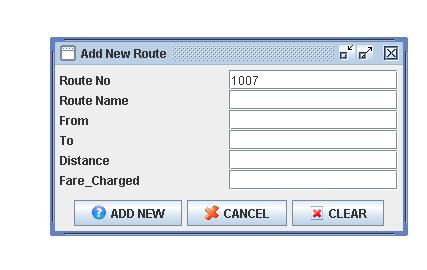 Add New Route
Route No 1007
Route Name
From
To
Distance
Fare_Charged
ADD NEW CANCEL CLEAR